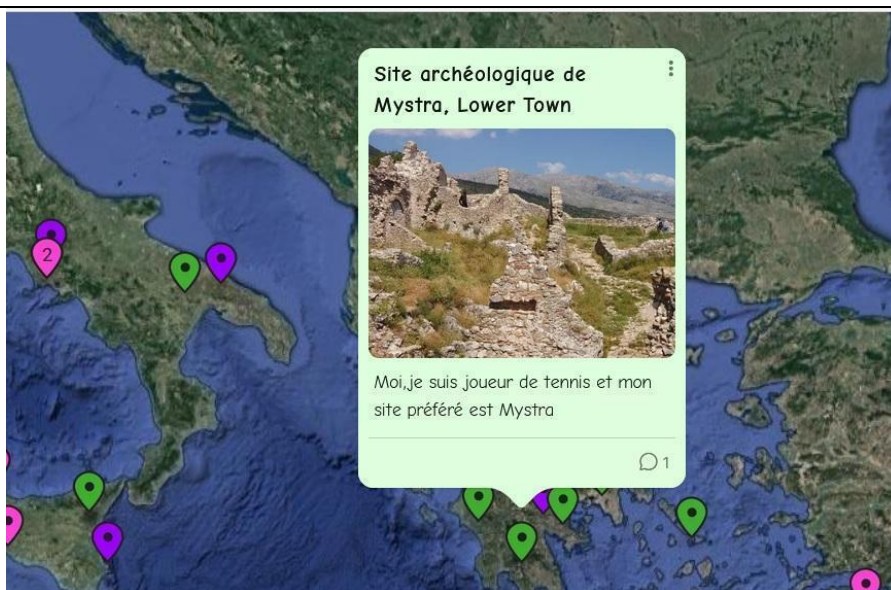 Site archéologique de
Mystra, Lower Town
Moi,je suis joueur de tennis et mon
site préféré est Mystra
1
2